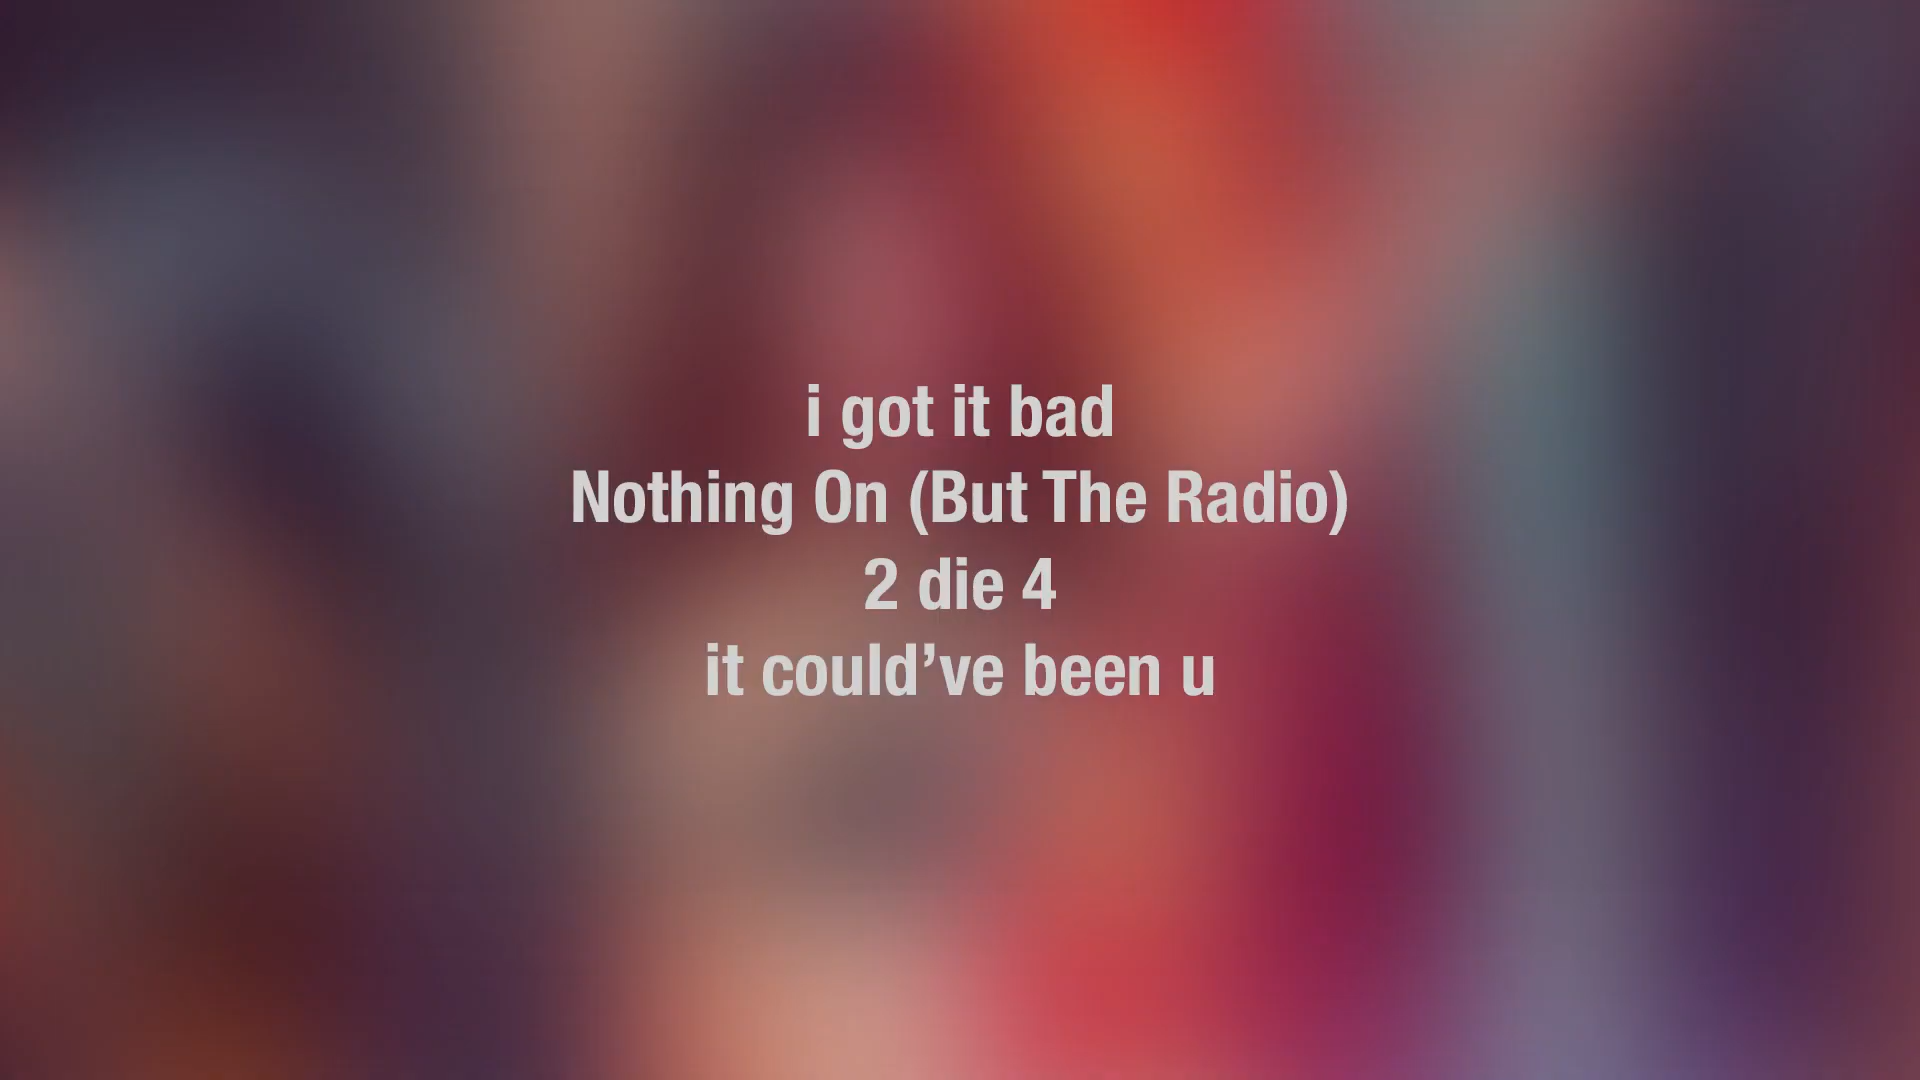 i got it bad
Nothing On (But The Radio)
2 die 4
it could’ve been u